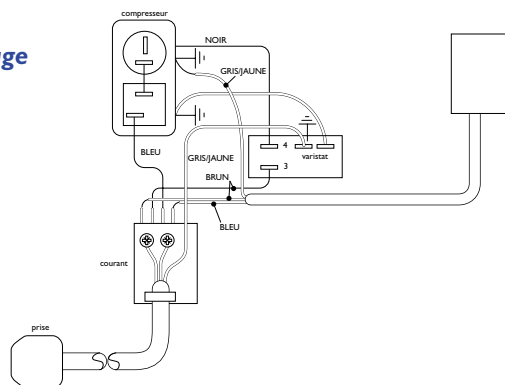 compresseur
NOIR
ge
GRIS/JAUNE
4
varistat
BLEU
GRIS/JAUNE
3
BRUN
BLEU
courant
prise